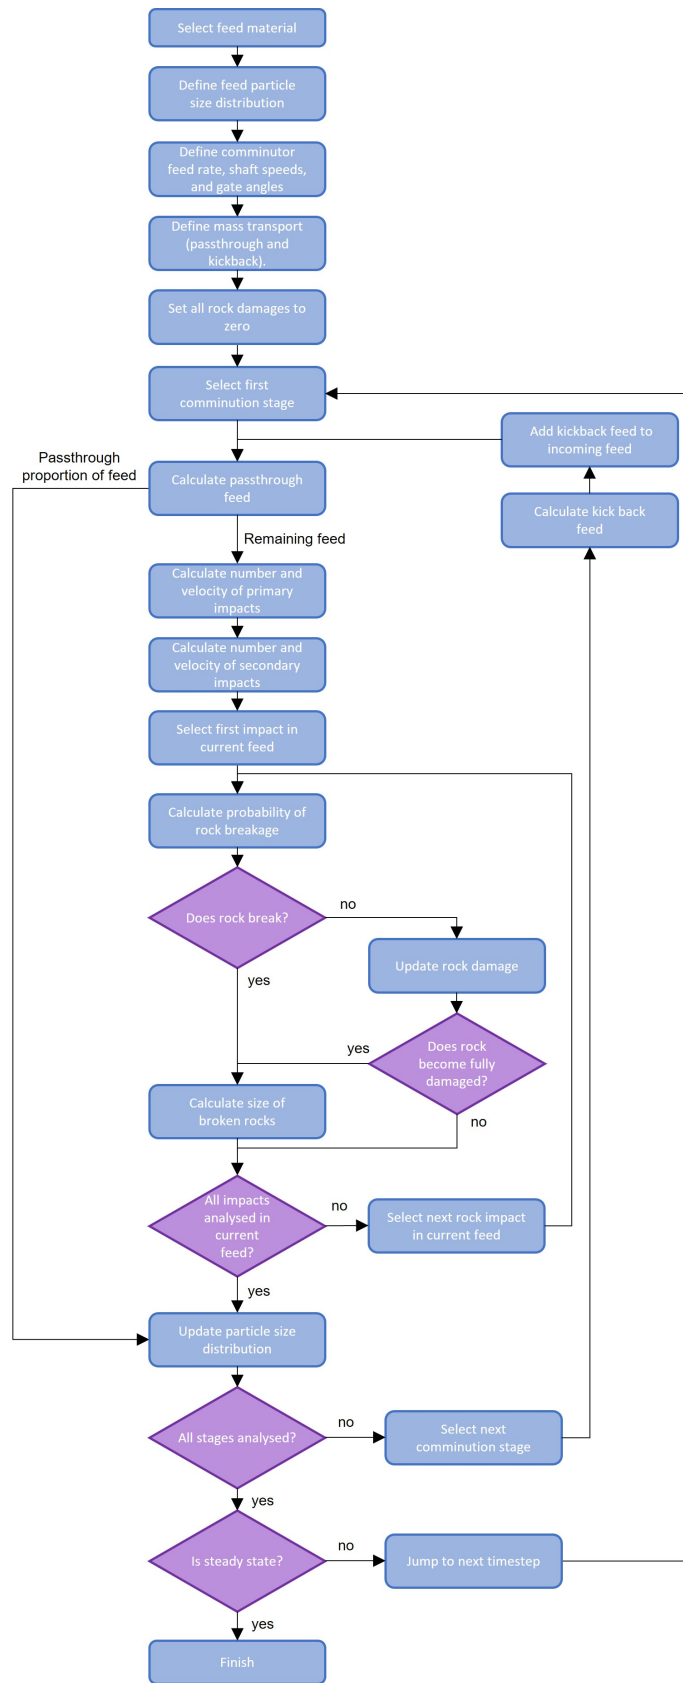 Select feed material
Define feed particle
size distribution
Define comminutor
feed rate, shaft speeds,
and gate angles
Define mass transport
(passthrough and
kickback).
Set all rock damages to
zero
Select first
comminution stage
Add kickback feed to
incoming feed
Passthrough
proportion of feed
Calculate passthrough
feed
Calculate kick back
feed
Remaining feed
Calculate number and
velocity of primary
impacts
Calculate number and
velocity of secondary
impacts
Select first impact in
current feed
Calculate probability of
rock breakage
Does rock break?
no
Update rock damage
yes
Does rock
become fully
damaged?
yes
no
Calculate size of
broken rocks
All impacts
analysed in
current
feed?
no
Select next rock impact
in current feed
yes
Update particle size
distribution
All stages analysed?
no
Select next
comminution stage
yes
Is steady state?
no
Jump to next timestep
yes
Finish